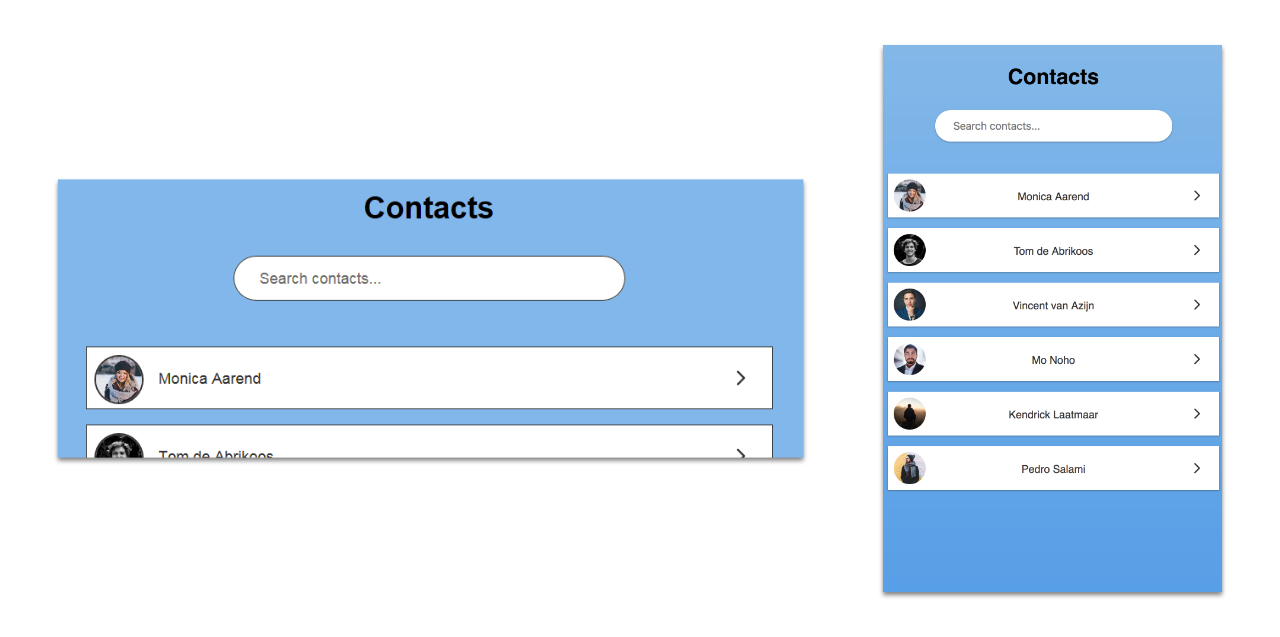 Contacts
Search contacts...
Monica Aarend
Tom de Abrikoos
Contacts
Search contacts...
Monica Aarend
Tom de Abrikoos
Vincent van Azijn
Mo Noho
Kendrick Laatmaar
Pedro Salami